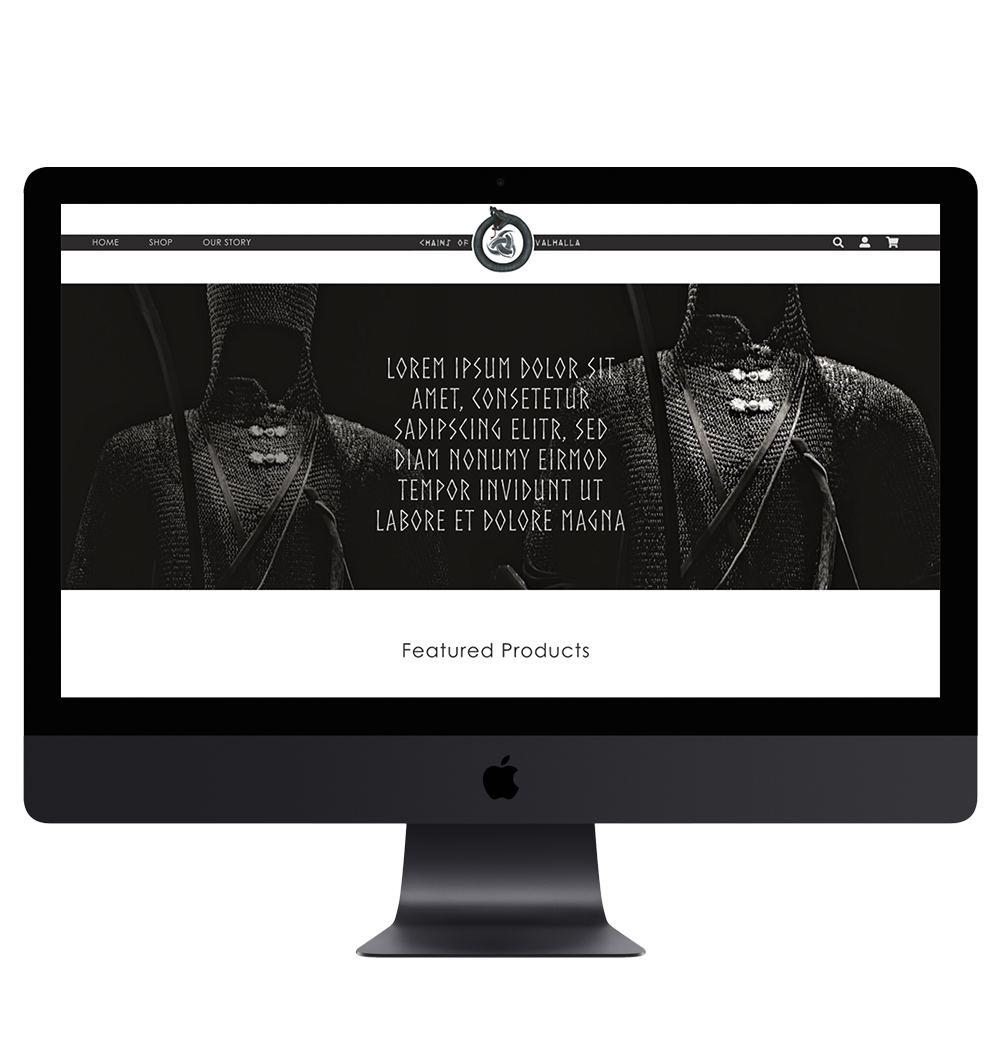 HOME SHOP OUR STORY CHAINS OF VALHALLA
LOREM IPSUM DOLOR SIT
AMET, CONSETETUR
SADIPSCING ELITR, SED
DIAM NONUMY EIRMOD
TEMPOR INVIDUNT UT
LABORE ET DOLORE MAGNA
Featured Products